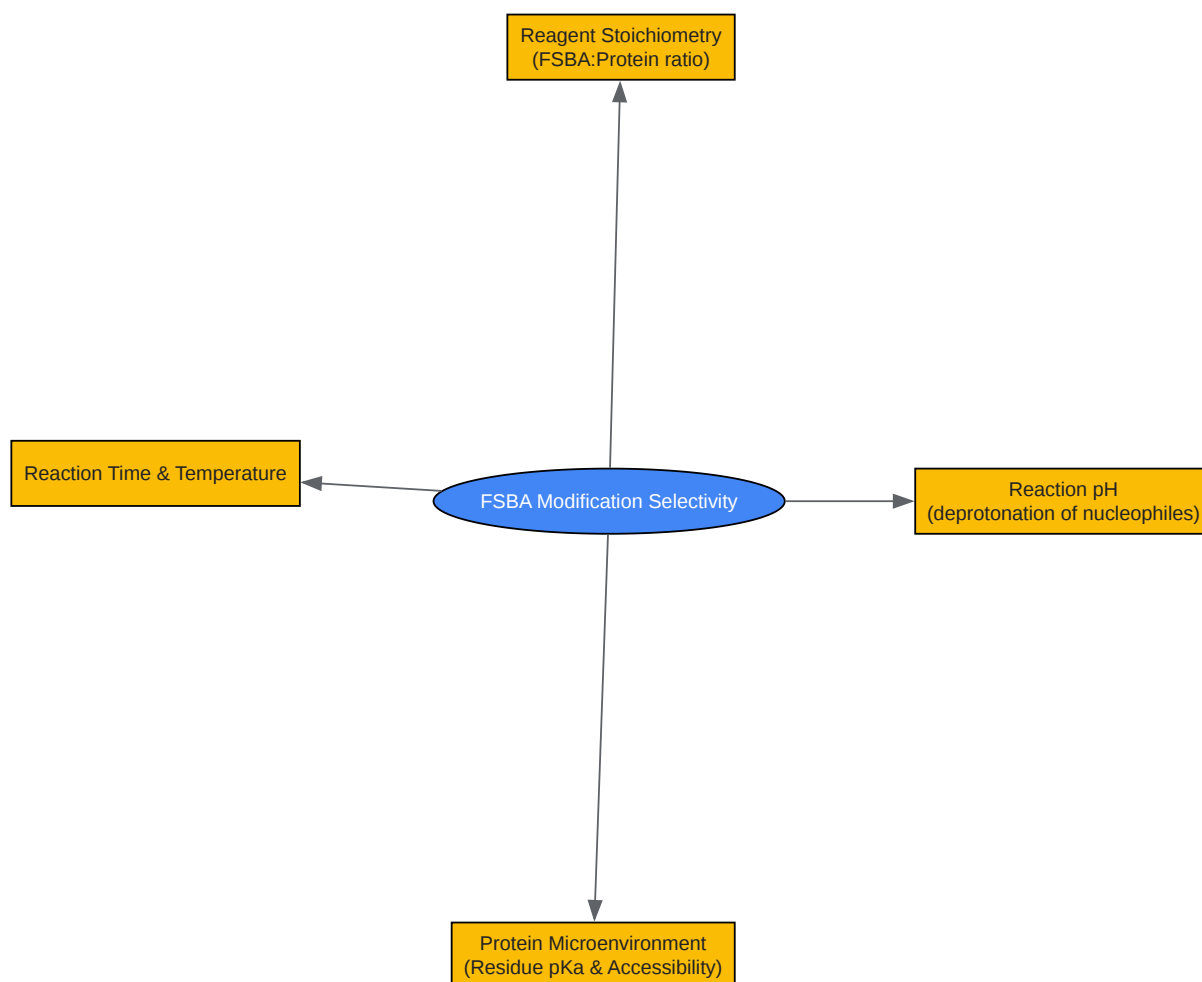 Reagent Stoichiometry
(FSBA:Protein ratio)
Reaction Time & Temperature
FSBA Modification Selectivity
Reaction pH
(deprotonation of nucleophiles)
Protein Microenvironment
(Residue pKa & Accessibility)